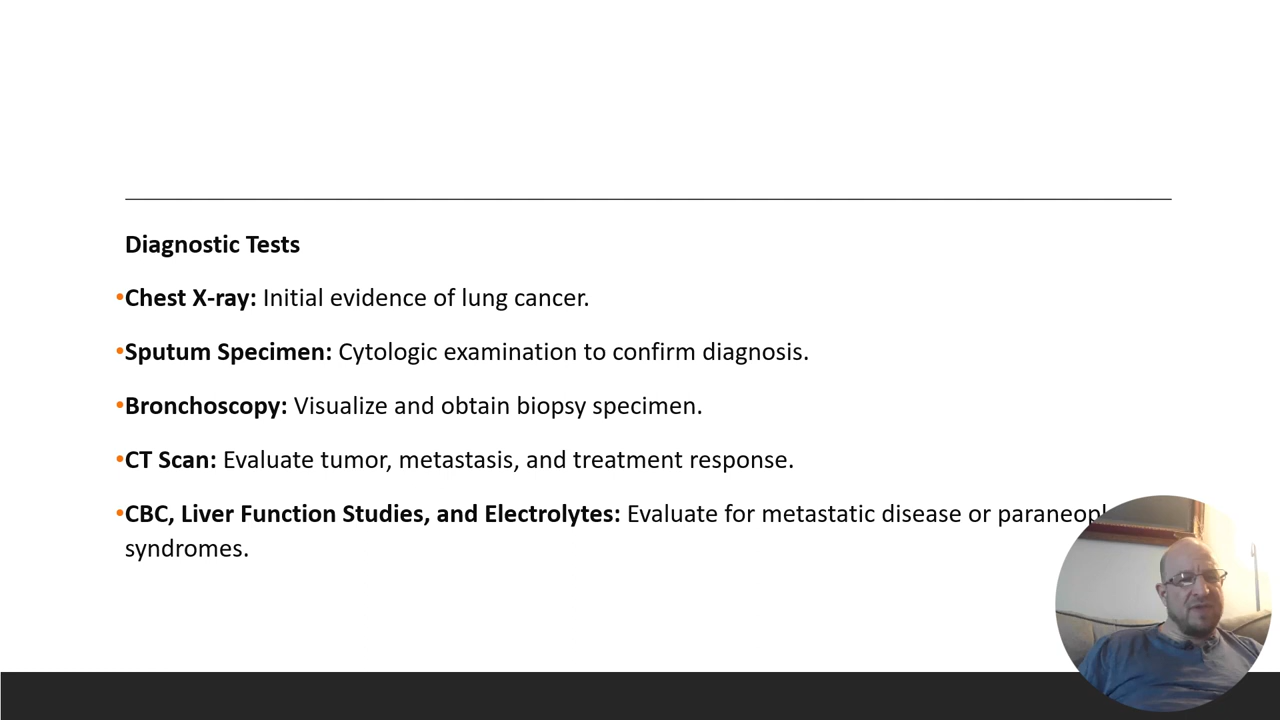 Diagnostic Tests
•Chest X-ray: Initial evidence of lung cancer.
•Sputum Specimen: Cytologic examination to confirm diagnosis.
•Bronchoscopy: Visualize and obtain biopsy specimen.
•CT Scan: Evaluate tumor, metastasis, and treatment response.
•CBC, Liver Function Studies, and Electrolytes: Evaluate for metastatic disease or
syndromes.